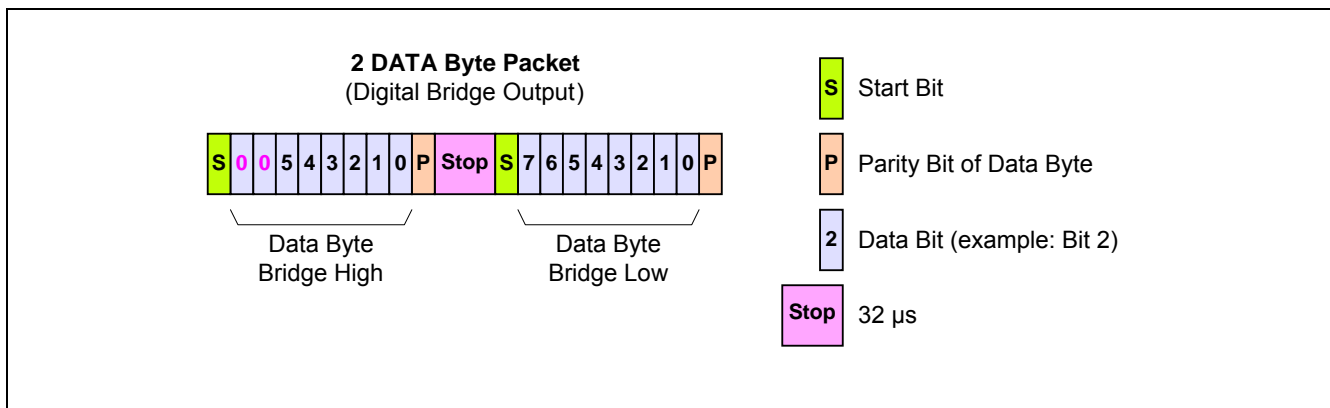 2 DATA Byte Packet
(Digital Bridge Output)
S 0 0 5 4 3 2 1 0 P Stop S 7 6 5 4 3 2 1 0 P
Data Byte
Bridge High
Data Byte
Bridge Low
S Start Bit
P Parity Bit of Data Byte
2 Data Bit (example: Bit 2)
Stop 32 µs